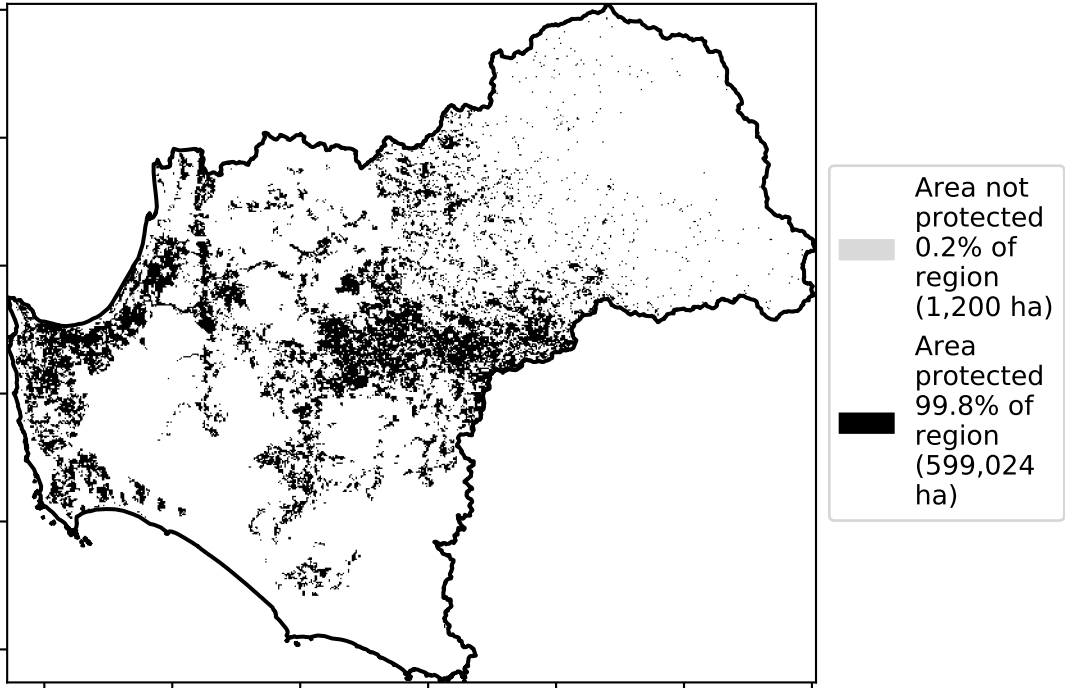 Area not
protected
0.2% of
region
(1,200 ha)
Area
protected
99.8% of
region
(599,024
ha)